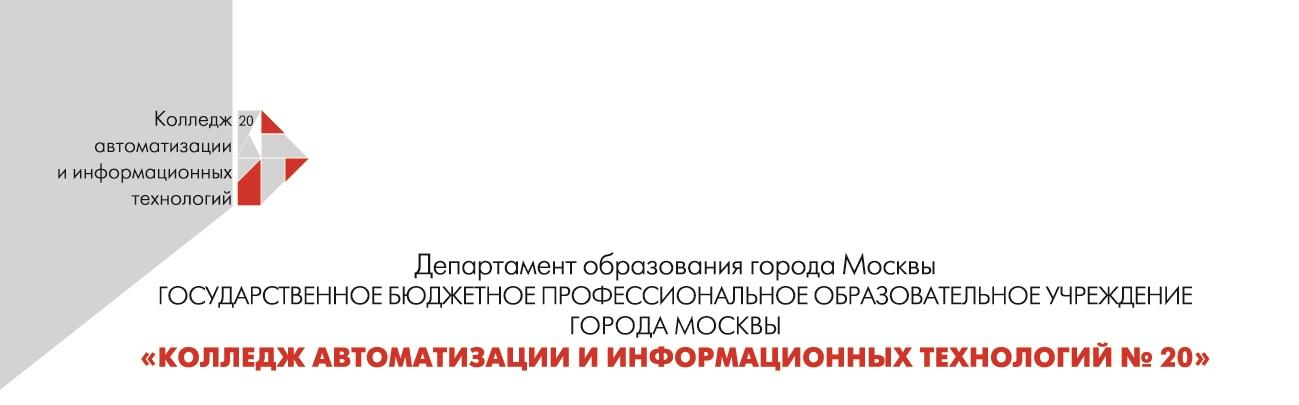 Колледж 20
автоматизации
и информационных
технологий
Департамент образования города Москвы
ГОСУДАРСТВЕННОЕ БЮДЖЕТНОЕ ПРОФЕССИОНАЛЬНОЕ ОБРАЗОВАТЕЛЬНОЕ УЧРЕЖДЕНИЕ
ГОРОДА МОСКВЫ
«КОЛЛЕДЖ АВТОМАТИЗАЦИИ И ИНФОРМАЦИОННЫХ ТЕХНОЛОГИЙ № 20»